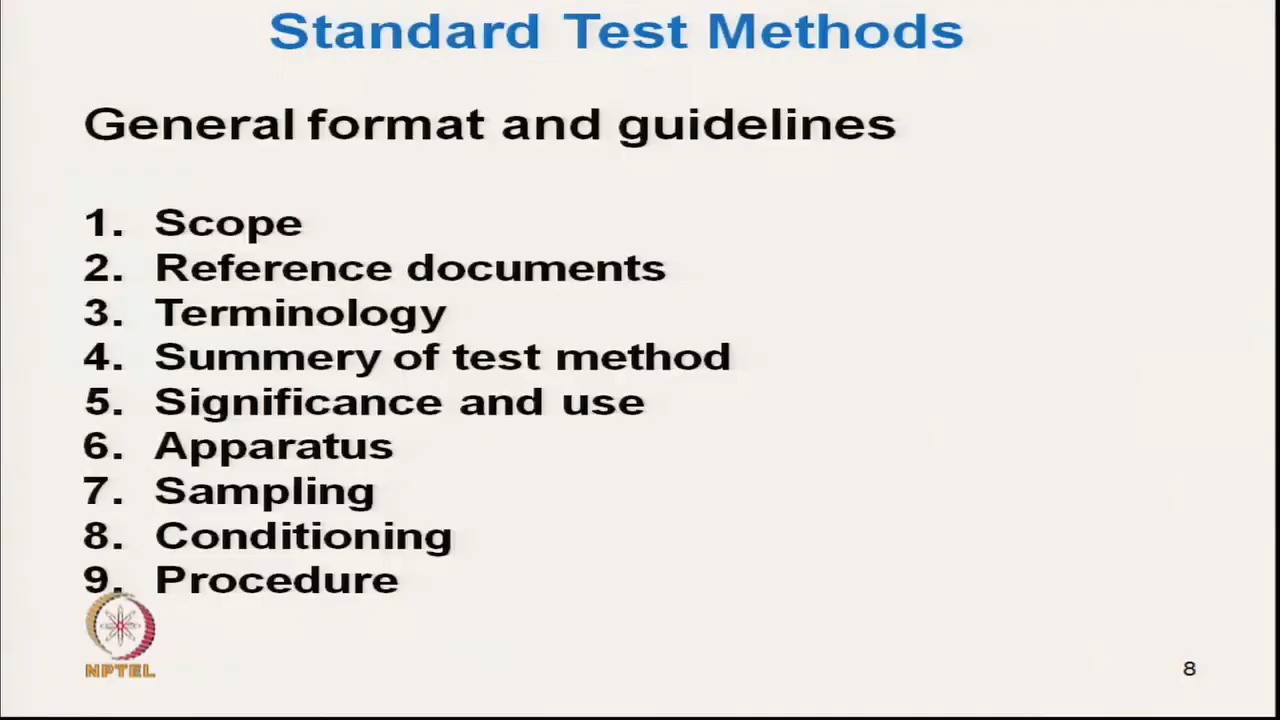 Standard Test Methods
General format and guidelines
1. Scope
2. Reference documents
3. Terminology
4. Summery of test method
5. Significance and use
6. Apparatus
7. Sampling
8. Conditioning
9. Procedure
NPTEL
8